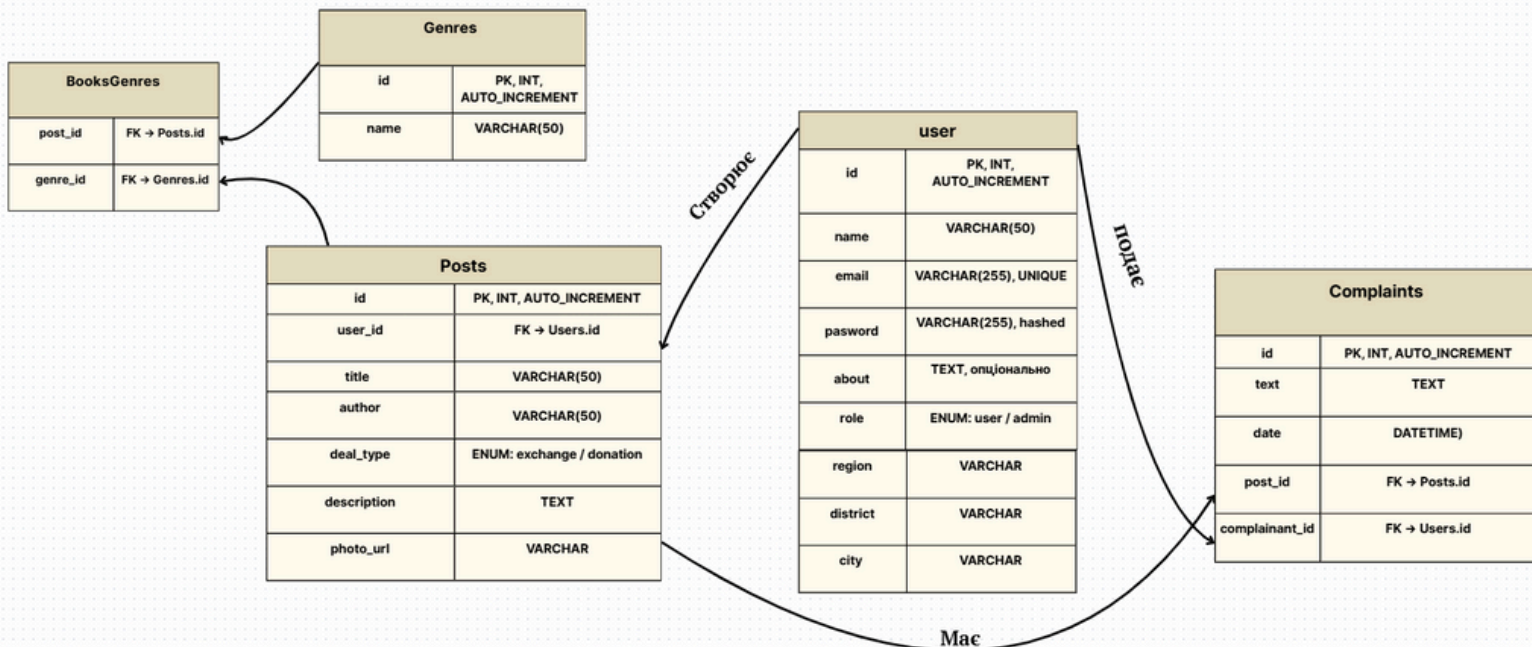 Genres
id
PK, INT,
AUTO_INCREMENT
name
VARCHAR(50)
BooksGenres
post_id
FK → Posts.id
genre_id
FK → Genres.id
Posts
id
PK, INT, AUTO_INCREMENT
user_id
FK → Users.id
title
VARCHAR(50)
author
VARCHAR(50)
deal_type
ENUM: exchange / donation
description
TEXT
photo_url
VARCHAR
Створює
user
id
PK, INT,
AUTO_INCREMENT
name
VARCHAR(50)
email
VARCHAR(255), UNIQUE
pasword
VARCHAR(255), hashed
about
TEXT, опціонально
role
ENUM: user / admin
region
VARCHAR
district
VARCHAR
city
VARCHAR
подає
Complaints
id
PK, INT, AUTO_INCREMENT
text
TEXT
date
DATETIME)
post_id
FK → Posts.id
complainant_id
FK → Users.id
Має